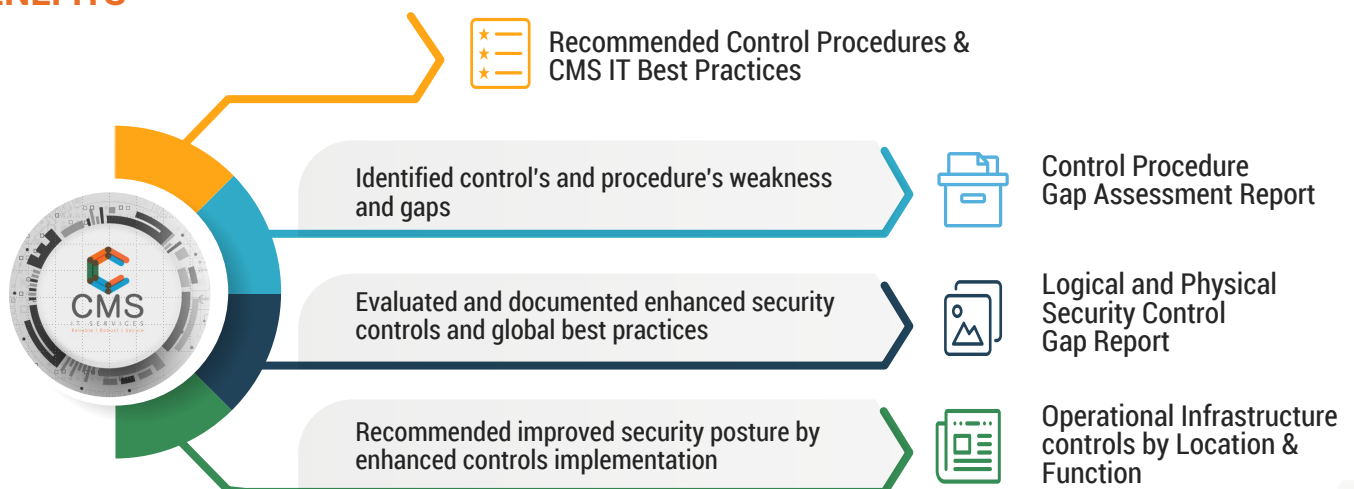 Recommended Control Procedures &
CMS IT Best Practices
Identified control's and procedure's weakness
and gaps
Control Procedure
Gap Assessment Report
CMS
IT SERVICES
Evaluated and documented enhanced security
controls and global best practices
Logical and Physical
Security Control
Gap Report
Recommended improved security posture by
enhanced controls implementation
Operational Infrastructure
controls by Location &
Function